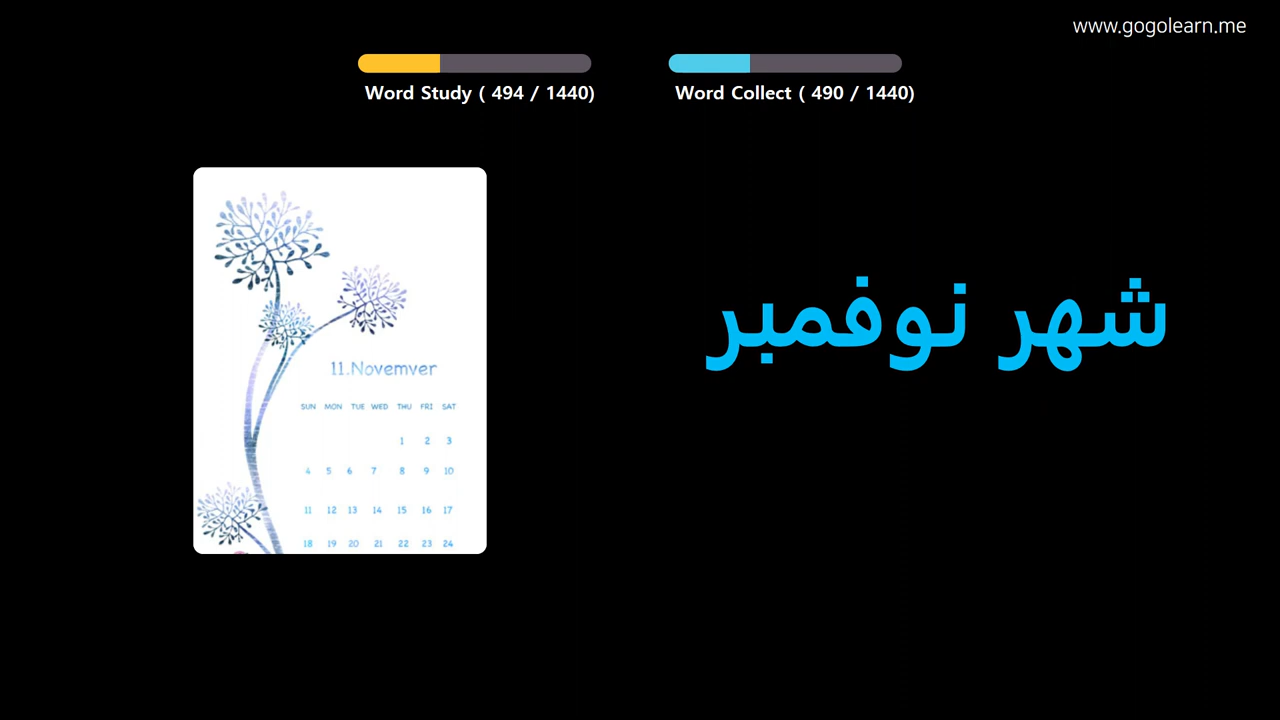 www.gogolearn.me
Word Study ( 494 / 1440)
Word Collect ( 490 / 1440)
شهر نوفمبر
11.Novemver
SUN MON TUE WED THU FRI SAT
1 2 3
4 5 6 7 8 9 10
11 12 13 14 15 16 17
18 19 20 21 22 23 24